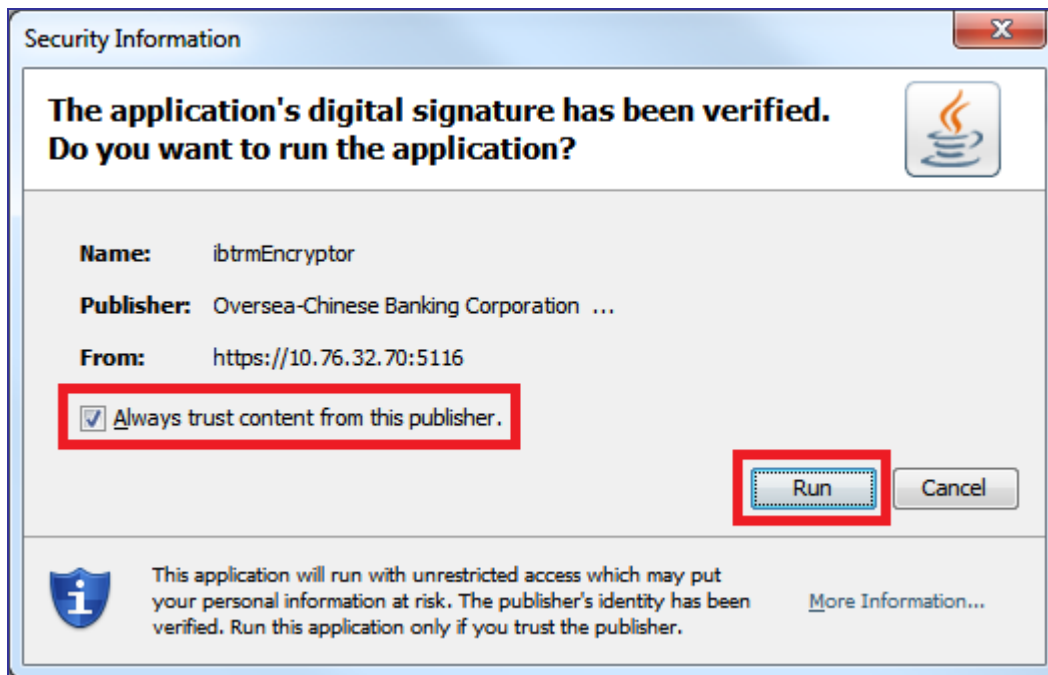 Security Information
The application's digital signature has been verified.
Do you want to run the application?
Name: ibtrmEncryptor
Publisher: Oversea-Chinese Banking Corporation ...
From: https://10.76.32.70:5116
Always trust content from this publisher.
Run Cancel
This application will run with unrestricted access which may put
your personal information at risk. The publisher's identity has been
verified. Run this application only if you trust the publisher.
More Information...